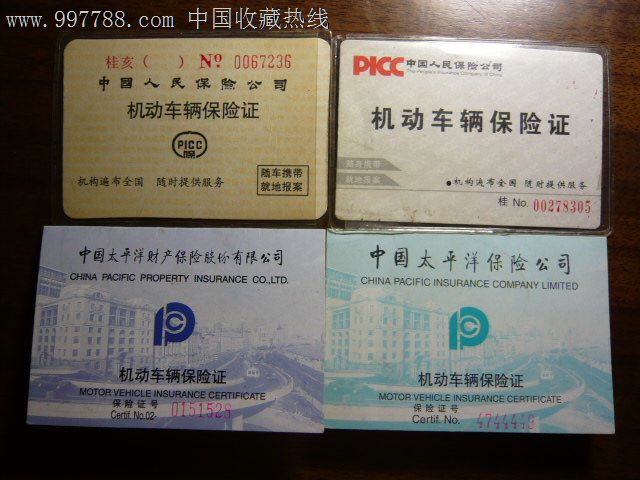 www.997788.com 中国收藏热线
桂亥（ ） № 0067236
中國人民保險公司
机动车辆保险证
PICC
保
机构遍布全国 随时提供服务
随车携带
就地报案
PICC 中国人民保险公司
The People's Insurance Company of China
机动车辆保险证
随身携带
就地报案
●机构遍布全国 随时提供服务
桂 No. 00278305
中国太平洋财产保险股份有限公司
CHINA PACIFIC PROPERTY INSURANCE CO.,LTD.
机动车辆保险证
MOTOR VEHICLE INSURANCE CERTIFICATE
保险证号
Certif. No.02- 0151528
中国太平洋保险公司
CHINA PACIFIC INSURANCE COMPANY LIMITED
机动车辆保险证
MOTOR VEHICLE INSURANCE CERTIFICATE
保险证号
Certif. No. 4744446